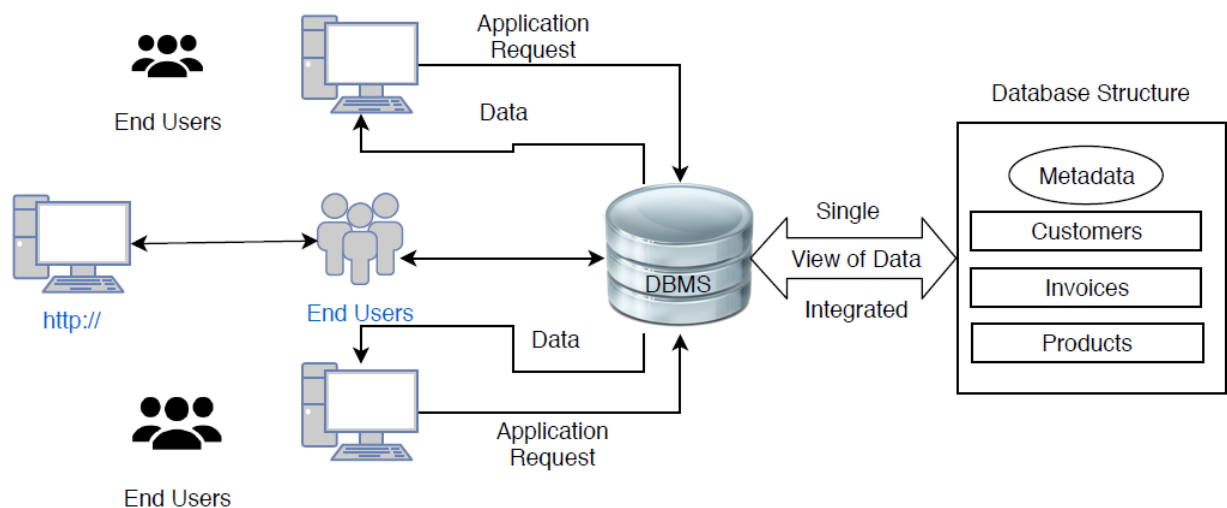 Application
Request
End Users
Data
Database Structure
Metadata
Customers
Invoices
Products
Single
View of Data
Integrated
DBMS
http://
End Users
Data
Application
Request
End Users